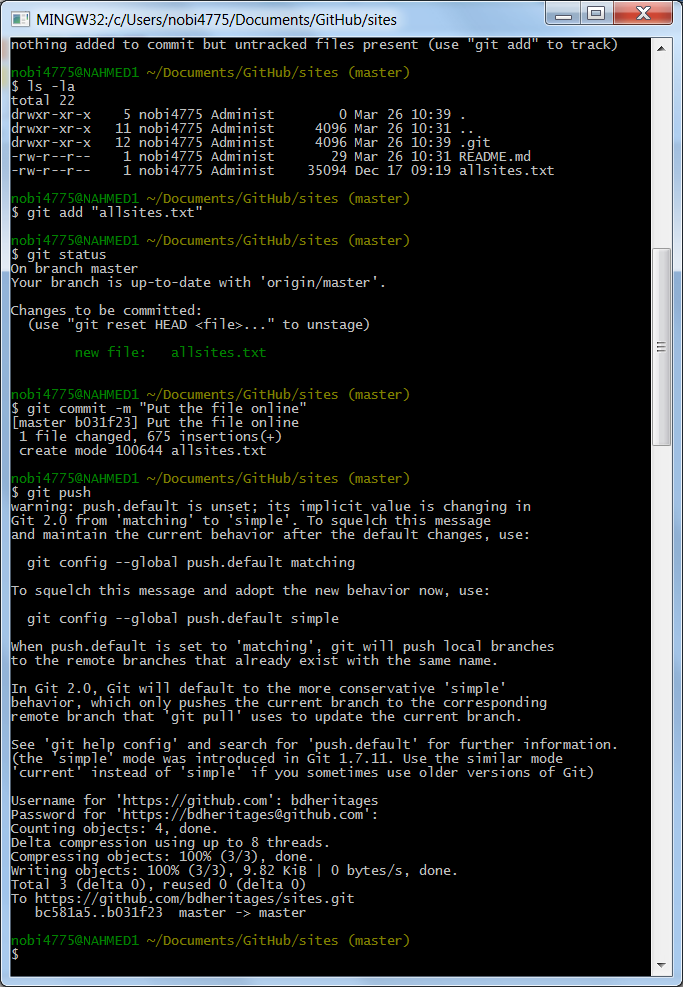 MINGW32:/c/Users/nobi4775/Documents/GitHub/sites
nothing added to commit but untracked files present (use "git add" to track)
nobi4775@NAHMED1 ~/Documents/GitHub/sites (master)
$ ls -la
total 22
drwxr-xr-x    5 nobi4775 Administ        0 Mar 26 10:39 .
drwxr-xr-x   11 nobi4775 Administ     4096 Mar 26 10:31 ..
drwxr-xr-x   12 nobi4775 Administ     4096 Mar 26 10:39 .git
-rw-r--r--    1 nobi4775 Administ       29 Mar 26 10:31 README.md
-rw-r--r--    1 nobi4775 Administ    35094 Dec 17 09:19 allsites.txt
nobi4775@NAHMED1 ~/Documents/GitHub/sites (master)
$ git add "allsites.txt"
nobi4775@NAHMED1 ~/Documents/GitHub/sites (master)
$ git status
On branch master
Your branch is up-to-date with 'origin/master'.
Changes to be committed:
  (use "git reset HEAD <file>..." to unstage)
        new file:   allsites.txt
nobi4775@NAHMED1 ~/Documents/GitHub/sites (master)
$ git commit -m "Put the file online"
[master b031f23] Put the file online
 1 file changed, 675 insertions(+)
 create mode 100644 allsites.txt
nobi4775@NAHMED1 ~/Documents/GitHub/sites (master)
$ git push
warning: push.default is unset; its implicit value is changing in
Git 2.0 from 'matching' to 'simple'. To squelch this message
and maintain the current behavior after the default changes, use:
  git config --global push.default matching
To squelch this message and adopt the new behavior now, use:
  git config --global push.default simple
When push.default is set to 'matching', git will push local branches
to the remote branches that already exist with the same name.
In Git 2.0, Git will default to the more conservative 'simple'
behavior, which only pushes the current branch to the corresponding
remote branch that 'git pull' uses to update the current branch.
See 'git help config' and search for 'push.default' for further information.
(the 'simple' mode was introduced in Git 1.7.11. Use the similar mode
'current' instead of 'simple' if you sometimes use older versions of Git)
Username for 'https://github.com': bdheritages
Password for 'https://bdheritages@github.com':
Counting objects: 4, done.
Delta compression using up to 8 threads.
Compressing objects: 100% (3/3), done.
Writing objects: 100% (3/3), 9.82 KiB | 0 bytes/s, done.
Total 3 (delta 0), reused 0 (delta 0)
To https://github.com/bdheritages/sites.git
   bc581a5..b031f23  master -> master
nobi4775@NAHMED1 ~/Documents/GitHub/sites (master)
$